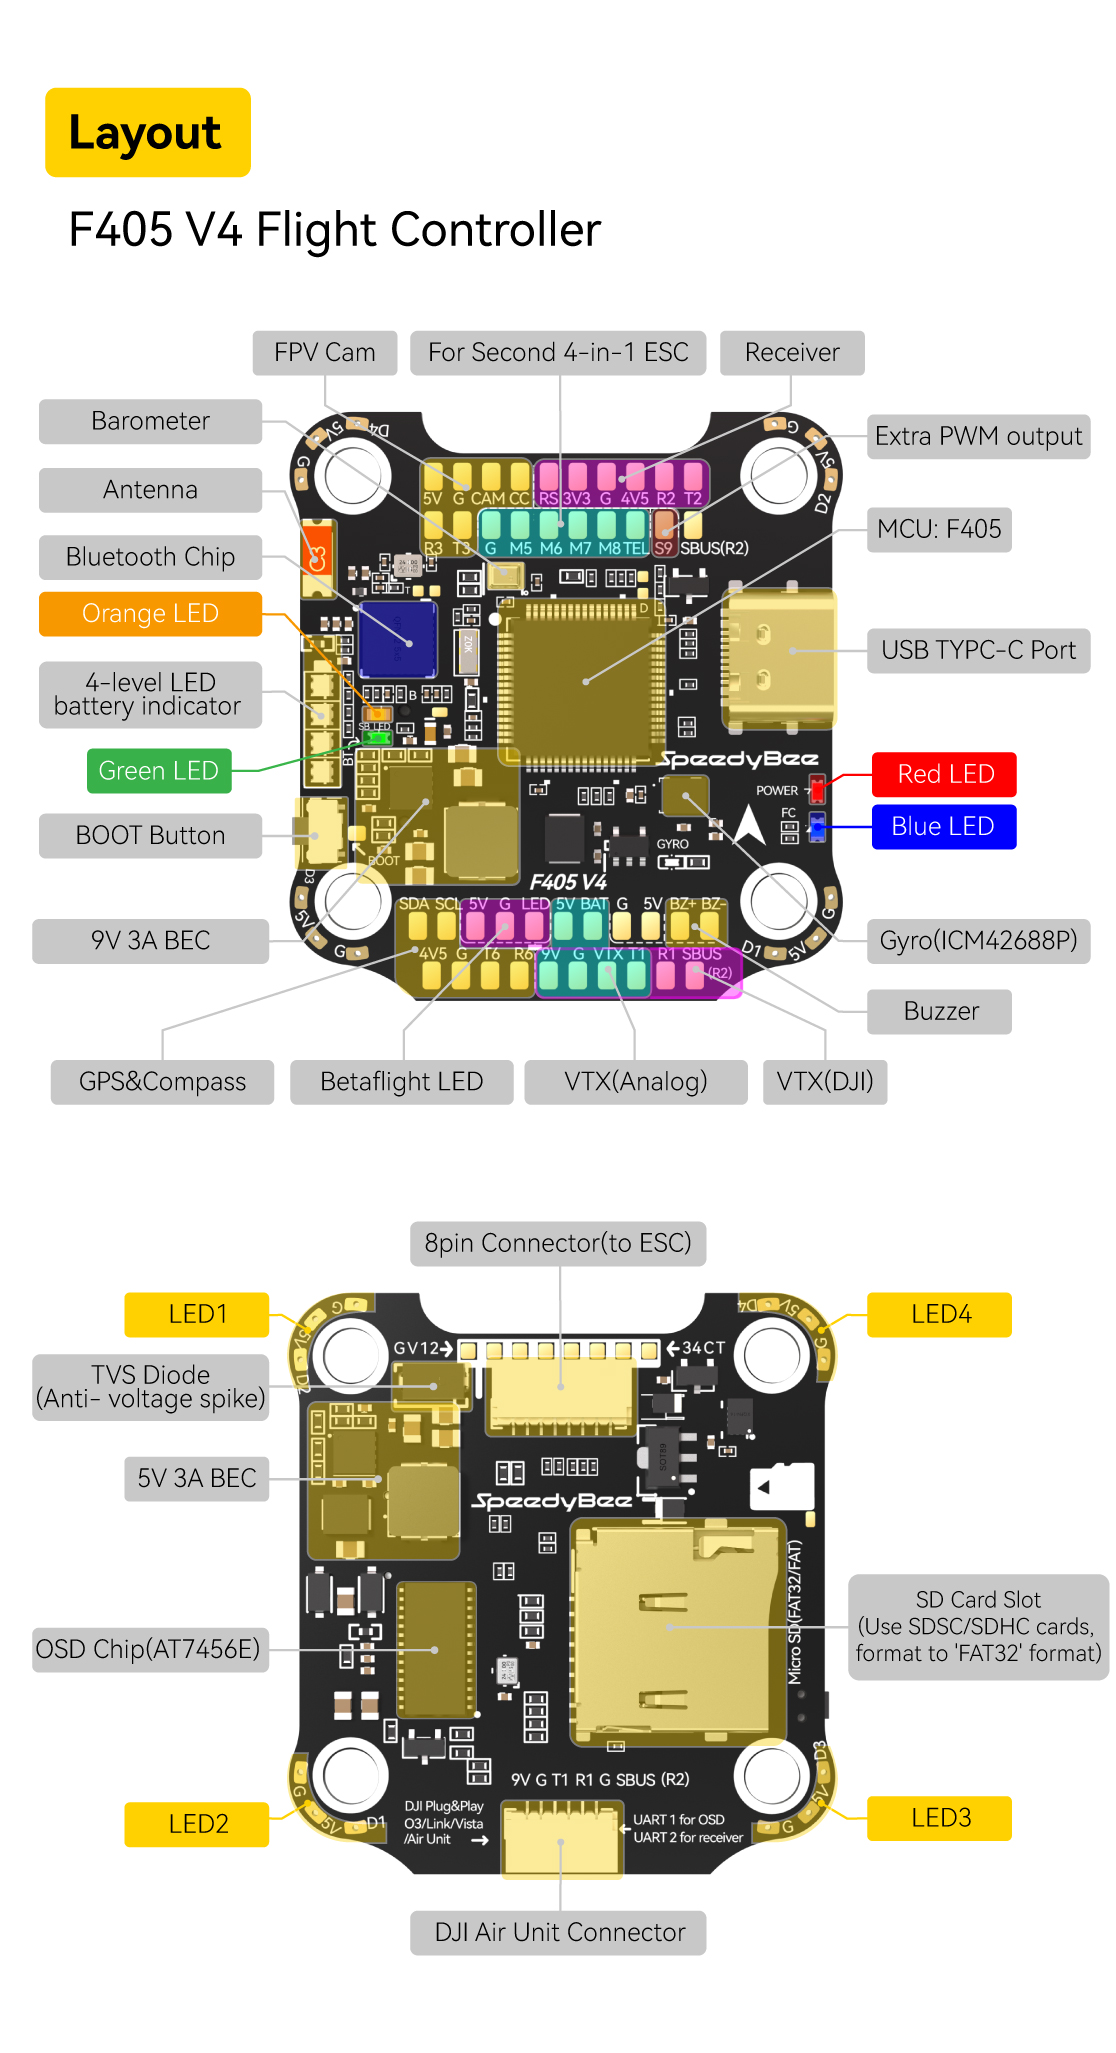 Layout
F405 V4 Flight Controller
FPV Cam
For Second 4-in-1 ESC
Receiver
Barometer
Extra PWM output
Antenna
MCU: F405
Bluetooth Chip
Orange LED
USB TYPC-C Port
4-level LED
battery indicator
Green LED
Red LED
BOOT Button
Blue LED
9V 3A BEC
Gyro(ICM42688P)
Buzzer
GPS&Compass
Betaflight LED
VTX(Analog)
VTX(DJI)
D4
5V
G
G
5V
D2
5V G CAM CC RS 3V3 G 4V5 R2 T2
R3 T3 G M5 M6 M7 M8 TEL S9 SBUS(R2)
C3
T
D
ZOK
B
SB LED
BT
SpeedyBee
POWER
FC
GYRO
BOOT
F405 V4
D3
5V
G
SDA SCL 5V G LED 5V BAT G 5V BZ+ BZ-
4V5 G T6 R6 9V G VTX T1 R1 SBUS
(R2)
D1 5V G
8pin Connector(to ESC)
LED1
LED4
TVS Diode
(Anti- voltage spike)
5V 3A BEC
OSD Chip(AT7456E)
SD Card Slot
(Use SDSC/SDHC cards,
format to 'FAT32' format)
LED2
LED3
DJI Air Unit Connector
G
5V
D2
D4
5V
G
GV12
34CT
SOT89
SpeedyBee
Micro SD(FAT32/FAT)
9V G T1 R1 G SBUS (R2)
DJI Plug&Play
O3/Link/Vista
/Air Unit
UART 1 for OSD
UART 2 for receiver
G
5V
D1
D3
5V
G